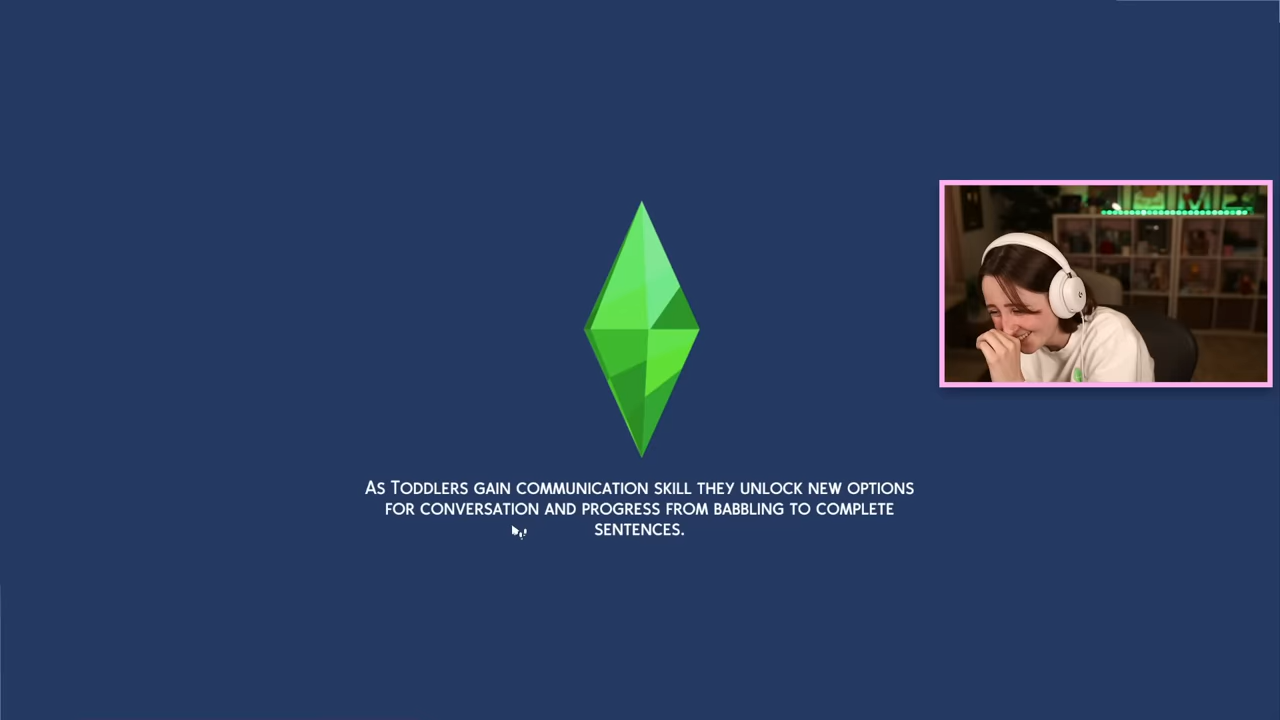 As Toddlers gain communication skill they unlock new options
for conversation and progress from babbling to complete
sentences.